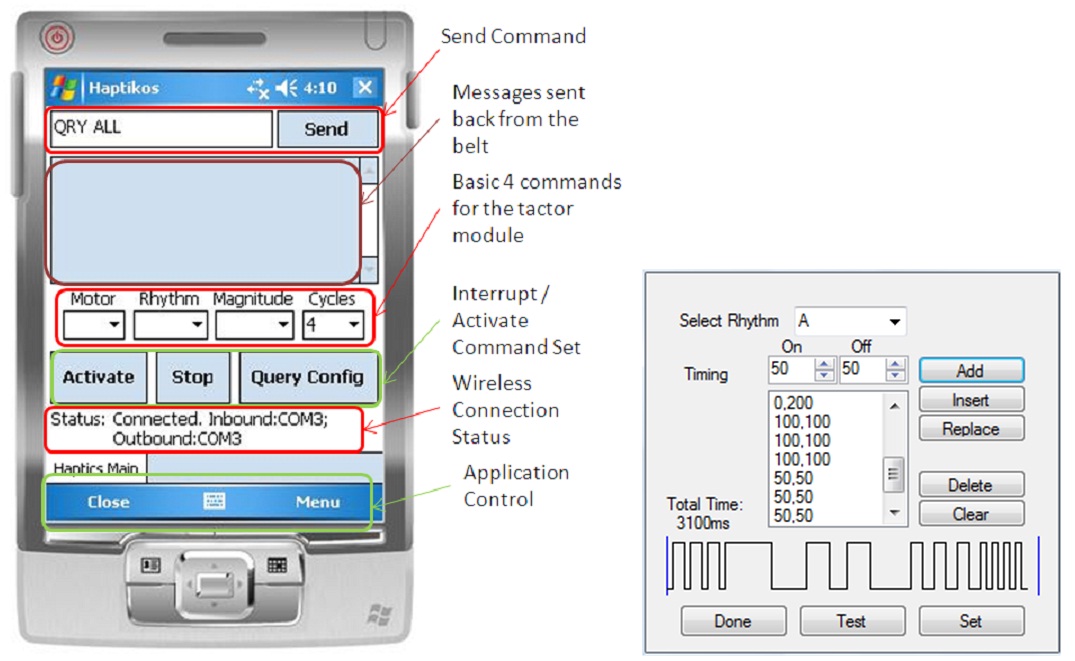 Haptikos
4:10
QRY ALL
Send
Motor Rhythm Magnitude Cycles
4
Activate
Stop
Query Config
Status: Connected. Inbound:COM3;
Outbound:COM3
Haptics Main
Close
Menu
Send Command
Messages sent
back from the
belt
Basic 4 commands
for the tactor
module
Interrupt /
Activate
Command Set
Wireless
Connection
Status
Application
Control
Select Rhythm A
On Off
Timing 50 50
Add
Insert
Replace
Delete
Clear
0,200
100,100
100,100
100,100
50,50
50,50
50,50
Total Time:
3100ms
Done
Test
Set